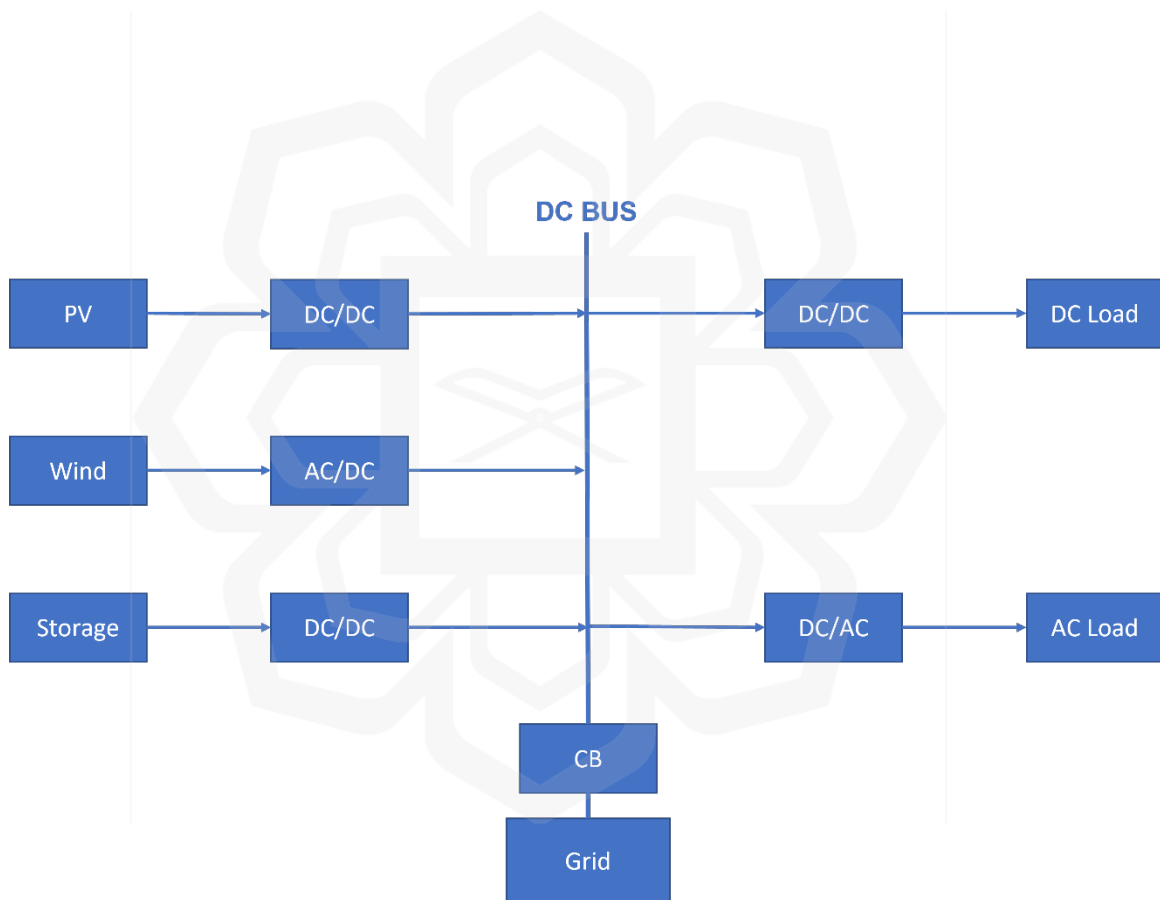 DC BUS
PV
DC/DC
DC/DC
DC Load
Wind
AC/DC
Storage
DC/DC
DC/AC
AC Load
CB
Grid